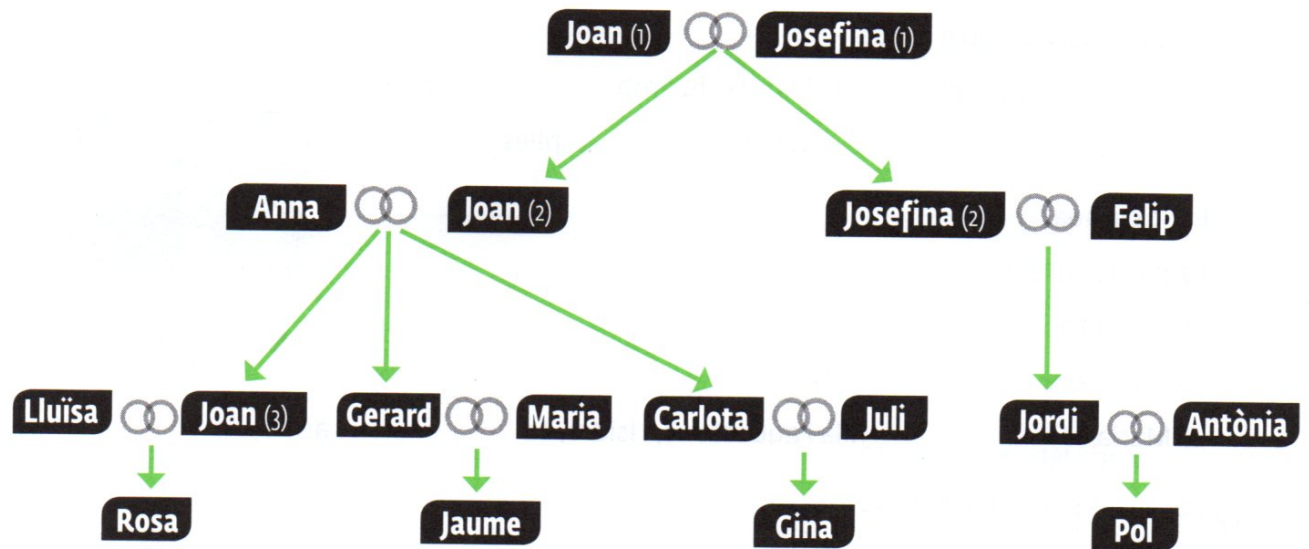 Joan (1) Josefina (1)
Anna Joan (2) Josefina (2) Felip
Lluïsa Joan (3) Gerard Maria Carlota Juli Jordi Antònia
Rosa Jaume Gina Pol